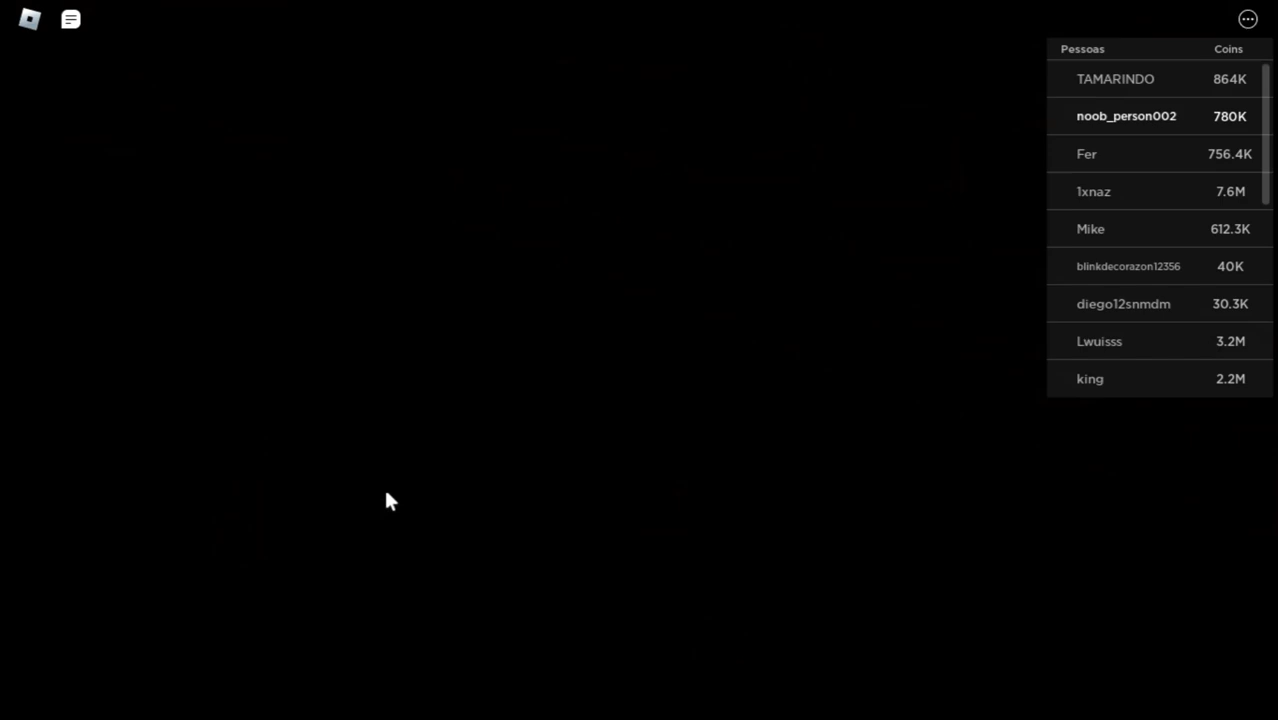 Pessoas Coins
TAMARINDO 864K
noob_person002 780K
Fer 756.4K
1xnaz 7.6M
Mike 612.3K
blinkdecorazon12356 40K
diego12snmdm 30.3K
Lwuisss 3.2M
king 2.2M